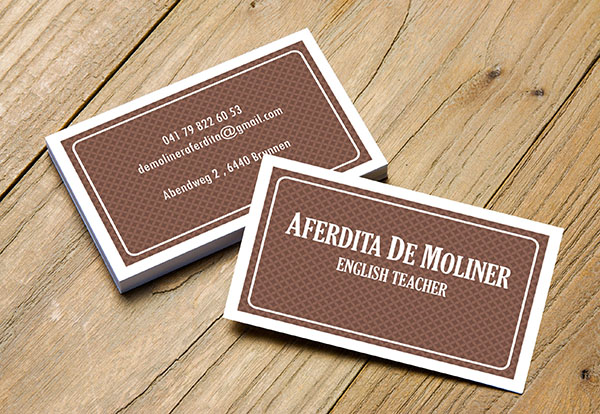 041 79 822 60 53
demolineraferdita@gmail.com
Abendweg 2 , 6440 Brunnen
AFERDITA DE MOLINER
ENGLISH TEACHER